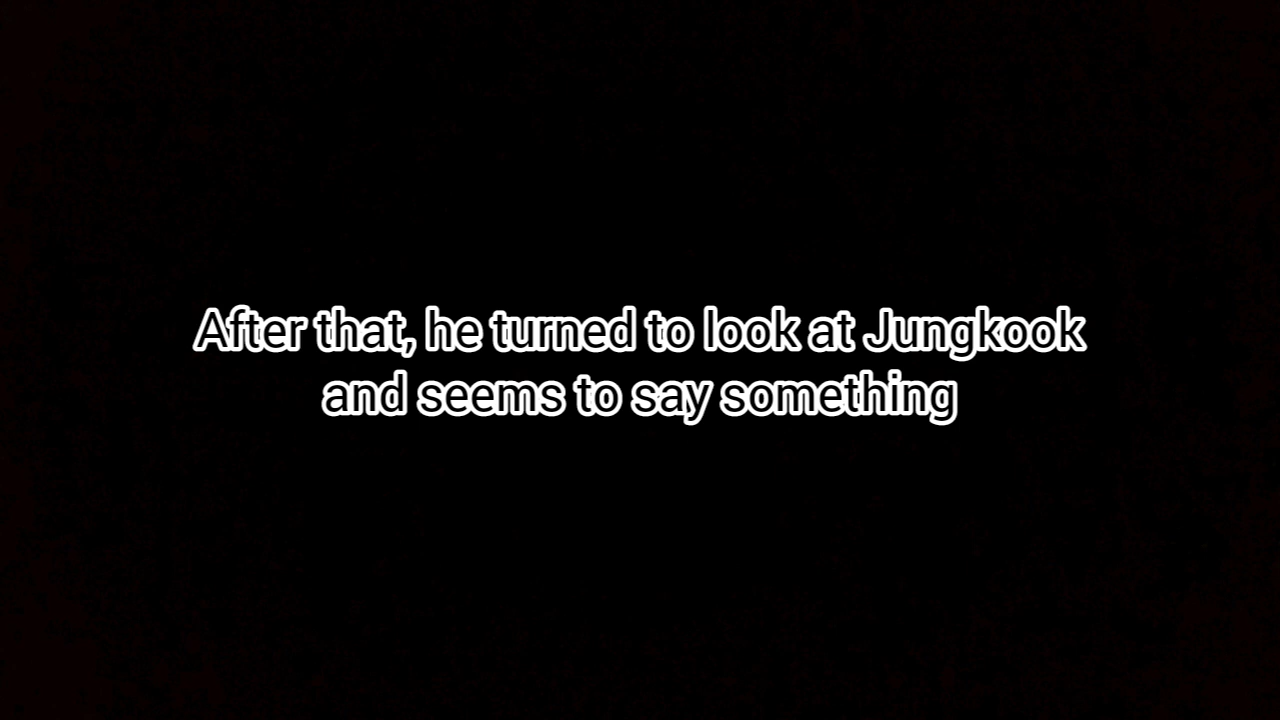 After that, he turned to look at Jungkook
and seems to say something